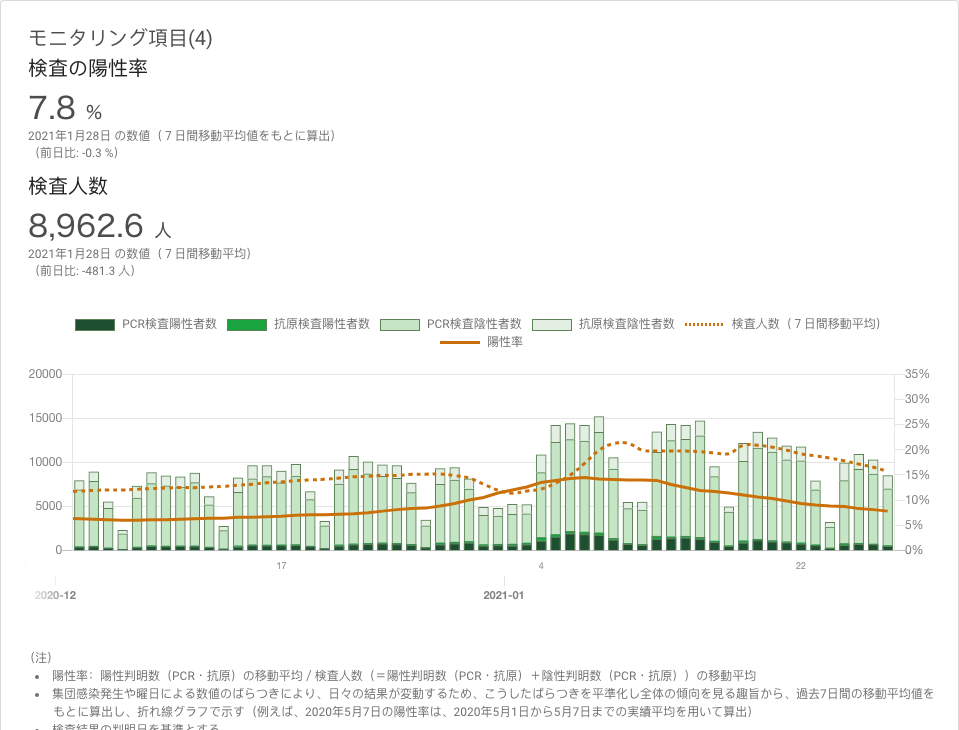 モニタリング項目(4)
検査の陽性率
7.8 %
2021年1月28日 の数値（７日間移動平均値をもとに算出）
（前日比: -0.3 %）
検査人数
8,962.6 人
2021年1月28日 の数値（７日間移動平均）
（前日比: -481.3 人）
PCR検査陽性者数 抗原検査陽性者数 PCR検査陰性者数 抗原検査陰性者数 検査人数（７日間移動平均）
陽性率
20000 35%
30%
15000 25%
20%
10000 15%
10%
5000 5%
0 0%
17 4 22
2020-12 2021-01
（注）
• 陽性率：陽性判明数（PCR・抗原）の移動平均 / 検査人数（＝陽性判明数（PCR・抗原）＋陰性判明数（PCR・抗原））の移動平均
• 集団感染発生や曜日による数値のばらつきにより、日々の結果が変動するため、こうしたばらつきを平準化し全体の傾向を見る趣旨から、過去7日間の移動平均値を
もとに算出し、折れ線グラフで示す（例えば、2020年5月7日の陽性率は、2020年5月1日から5月7日までの実績平均を用いて算出）
• 検査結果の判明日を基準とする